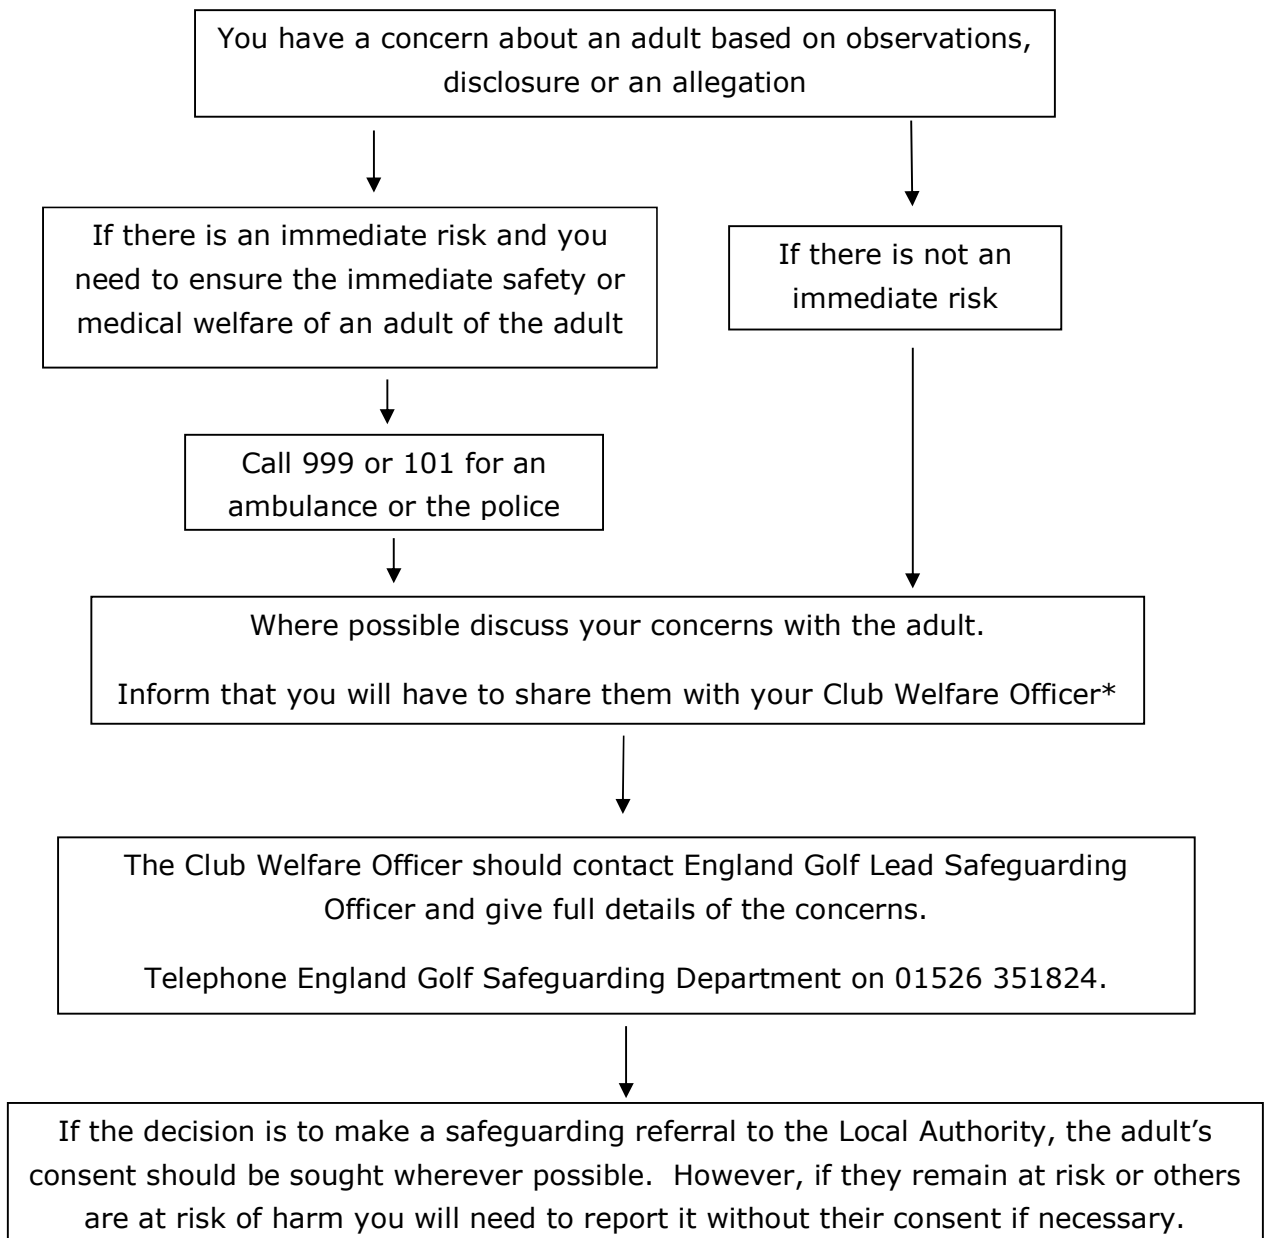 You have a concern about an adult based on observations,
disclosure or an allegation
If there is an immediate risk and you
need to ensure the immediate safety or
medical welfare of an adult of the adult
If there is not an
immediate risk
Call 999 or 101 for an
ambulance or the police
Where possible discuss your concerns with the adult.
Inform that you will have to share them with your Club Welfare Officer*
The Club Welfare Officer should contact England Golf Lead Safeguarding
Officer and give full details of the concerns.
Telephone England Golf Safeguarding Department on 01526 351824.
If the decision is to make a safeguarding referral to the Local Authority, the adult’s
consent should be sought wherever possible.  However, if they remain at risk or others
are at risk of harm you will need to report it without their consent if necessary.